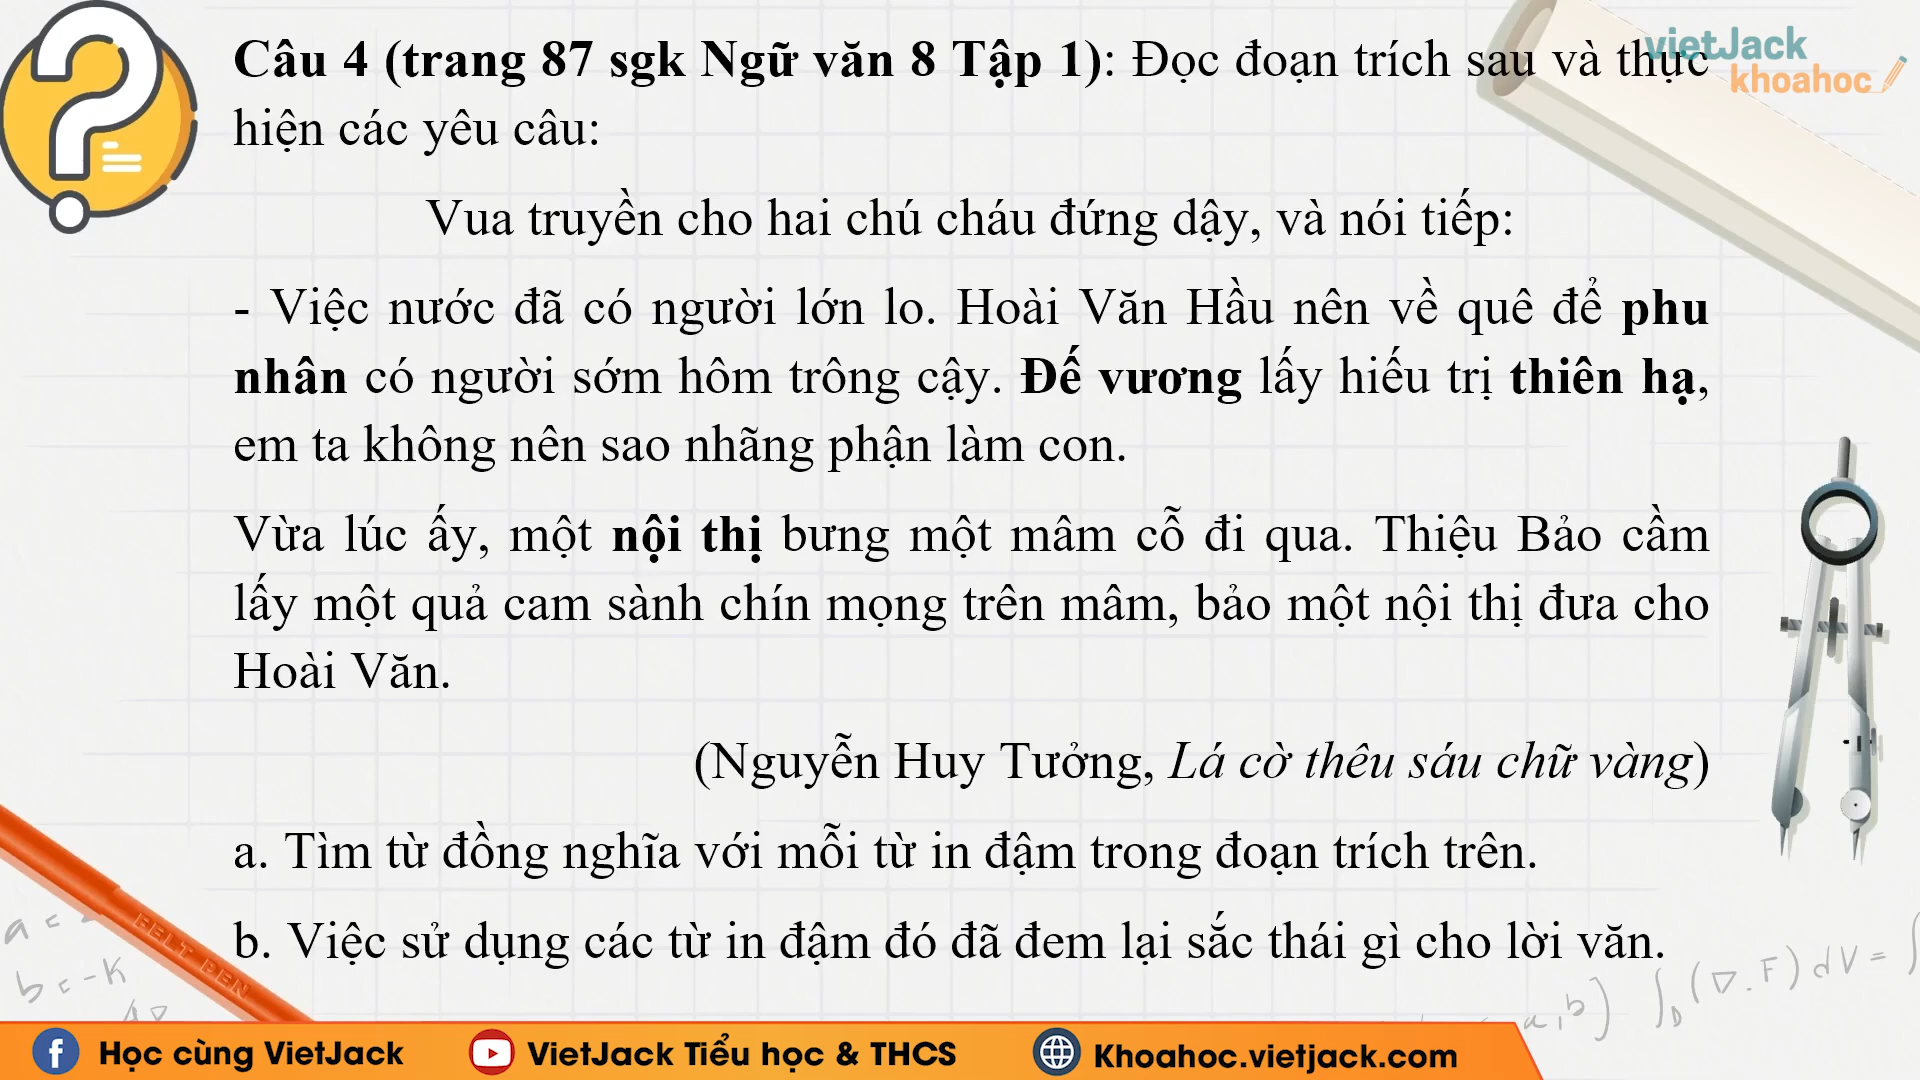 vietJack
khoahoc
Câu 4 (trang 87 sgk Ngữ văn 8 Tập 1): Đọc đoạn trích sau và thực
hiện các yêu câu:
Vua truyền cho hai chú cháu đứng dậy, và nói tiếp:
- Việc nước đã có người lớn lo. Hoài Văn Hầu nên về quê để phu
nhân có người sớm hôm trông cậy. Đế vương lấy hiếu trị thiên hạ,
em ta không nên sao nhãng phận làm con.
Vừa lúc ấy, một nội thị bưng một mâm cỗ đi qua. Thiệu Bảo cầm
lấy một quả cam sành chín mọng trên mâm, bảo một nội thị đưa cho
Hoài Văn.
(Nguyễn Huy Tưởng, Lá cờ thêu sáu chữ vàng)
a. Tìm từ đồng nghĩa với mỗi từ in đậm trong đoạn trích trên.
b. Việc sử dụng các từ in đậm đó đã đem lại sắc thái gì cho lời văn.
BELT PEN
b = -K
a,b)
∫D (∇.F) dV = ∫
Học cùng VietJack
VietJack Tiểu học & THCS
Khoahoc.vietjack.com